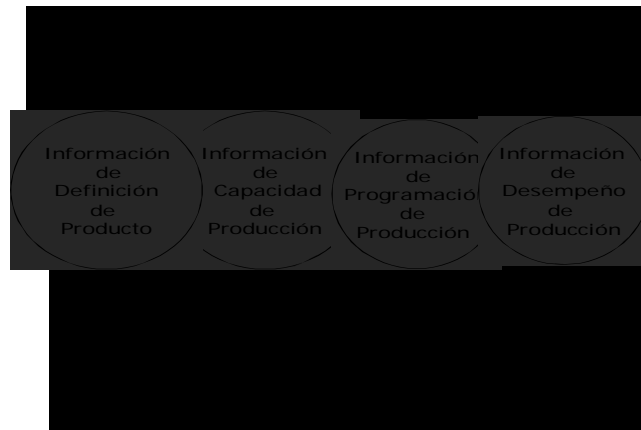 Información
de
Definición
de
Producto
Información
de
Capacidad
de
Producción
Información
de
Programación
de
Producción
Información
de
Desempeño
de
Producción